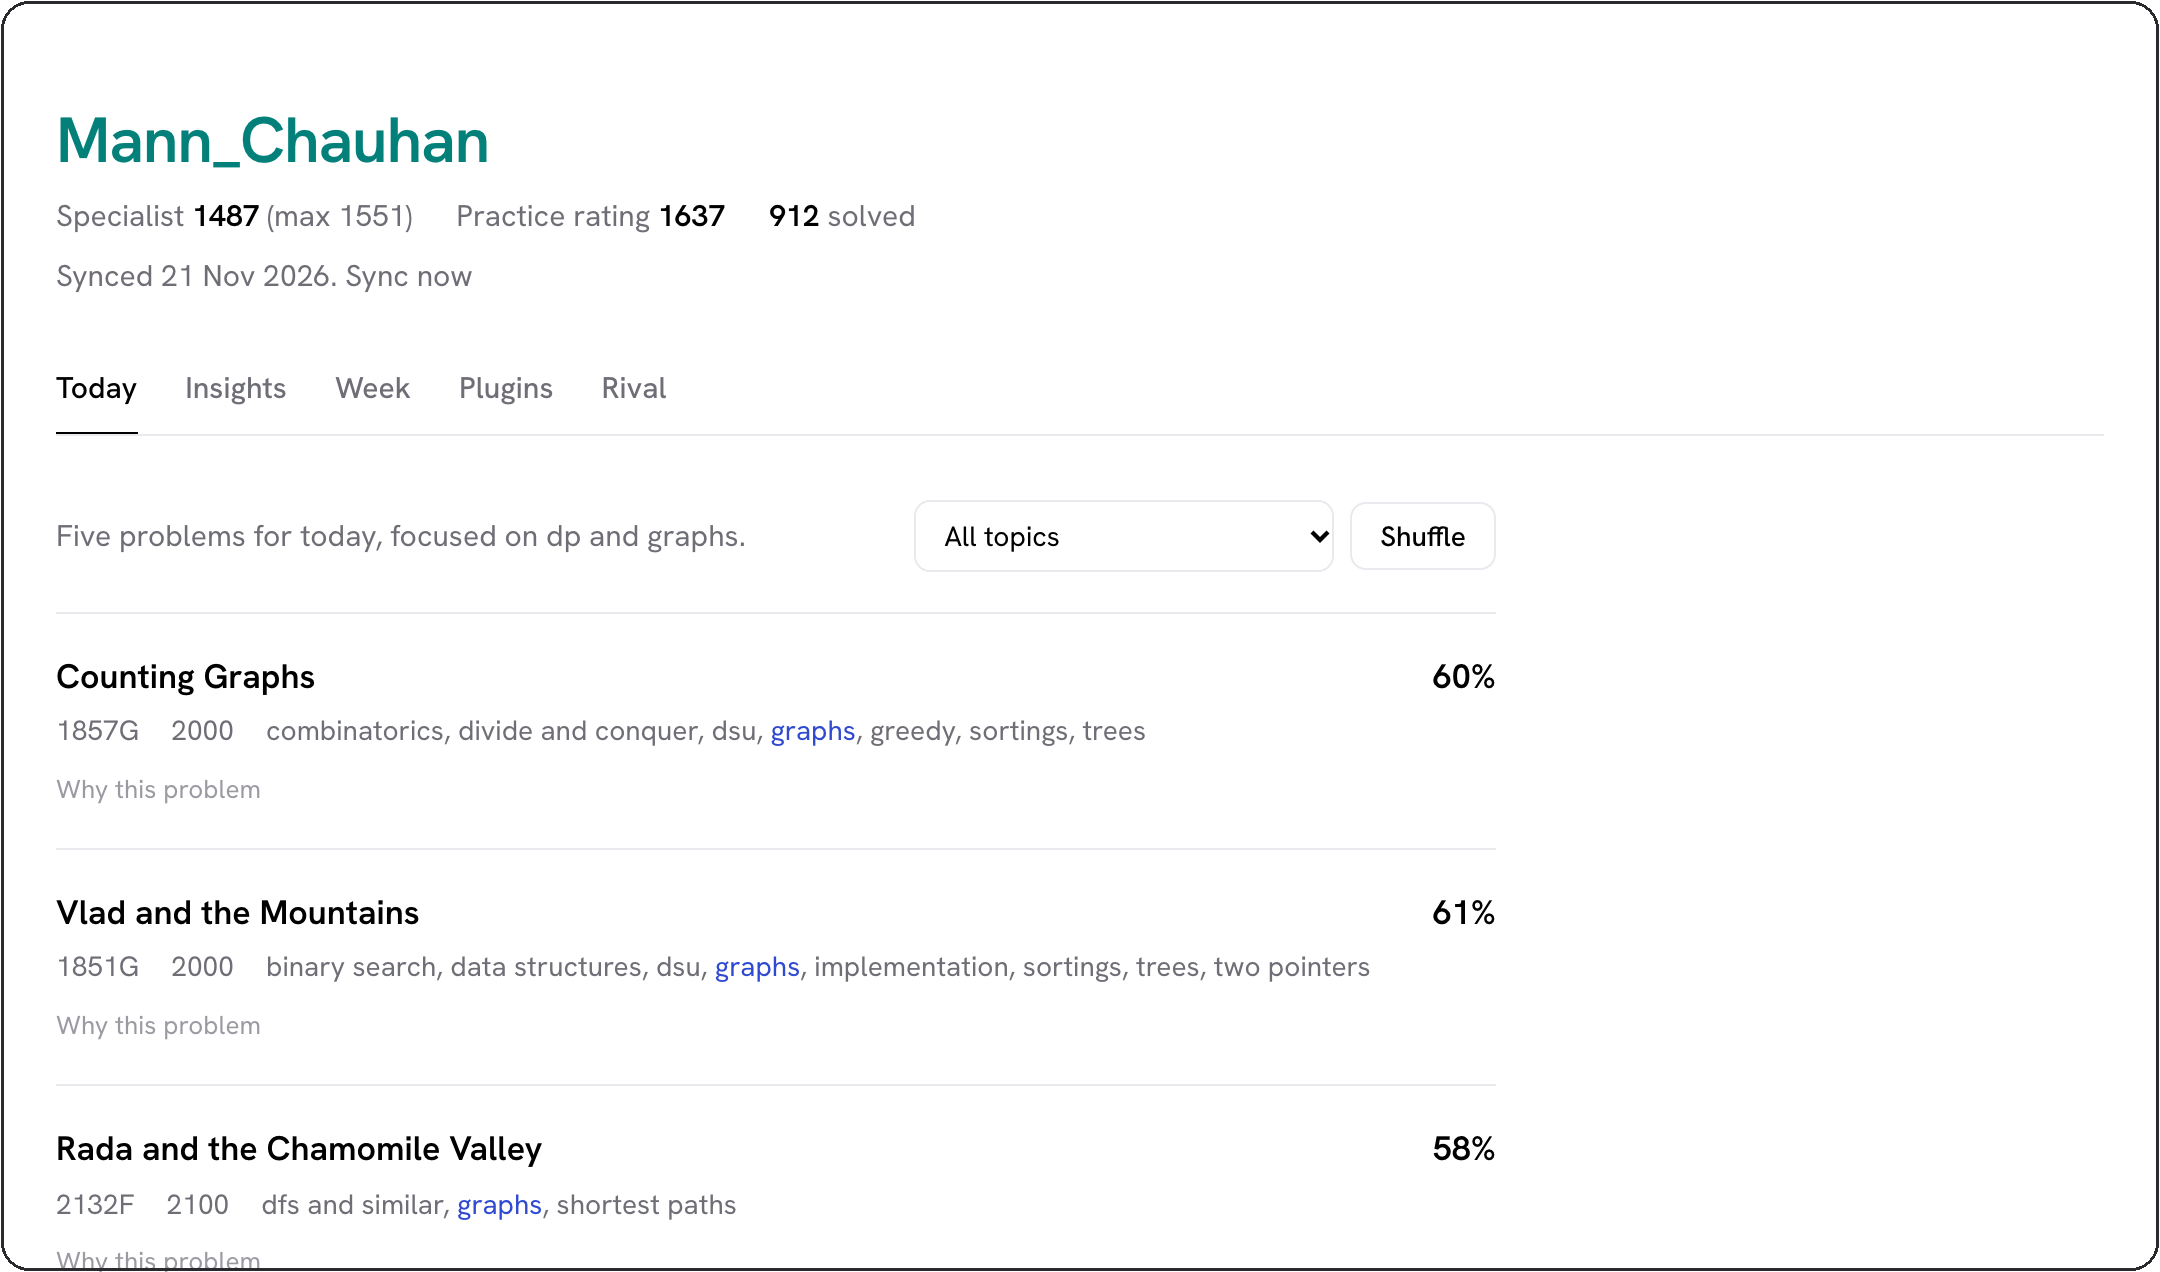 Mann_Chauhan
Specialist 1487 (max 1551) Practice rating 1637 912 solved
Synced 21 Nov 2026. Sync now
Today Insights Week Plugins Rival
Five problems for today, focused on dp and graphs. All topics Shuffle
Counting Graphs 60%
1857G 2000 combinatorics, divide and conquer, dsu, graphs, greedy, sortings, trees
Why this problem
Vlad and the Mountains 61%
1851G 2000 binary search, data structures, dsu, graphs, implementation, sortings, trees, two pointers
Why this problem
Rada and the Chamomile Valley 58%
2132F 2100 dfs and similar, graphs, shortest paths
Why this problem